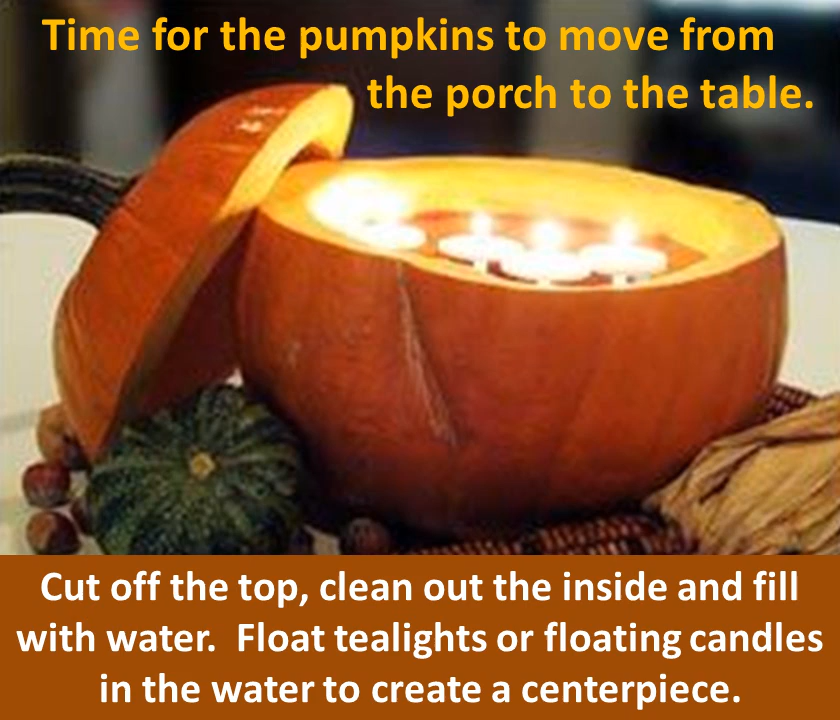 Time for the pumpkins to move from
the porch to the table.
Cut off the top, clean out the inside and fill
with water.  Float tealights or floating candles
in the water to create a centerpiece.